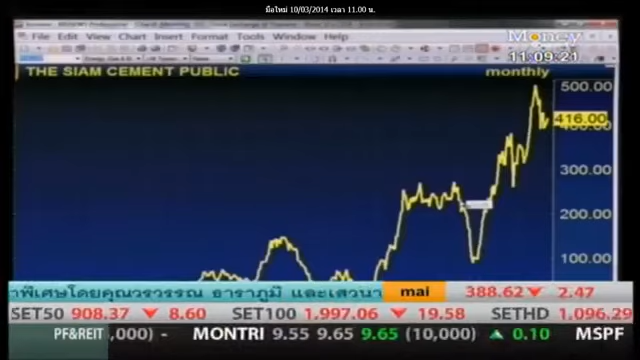 มือใหม่ 10/03/2014 เวลา 11.00 น.
File Edit View Chart Insert Format Tools Window Help
Money
11:09:21
THE SIAM CEMENT PUBLIC monthly
500.00
416.00
400.00
300.00
200.00
100.00
าพิเศษโดยคุณวรวรรณ ธาราภูมิ และเสวนา mai 388.62 2.47
SET50 908.37 8.60 SET100 1,997.06 19.58 SETHD 1,096.29
PF&REIT ,000) - MONTRI 9.55 9.65 9.65 (10,000) 0.10 MSPF